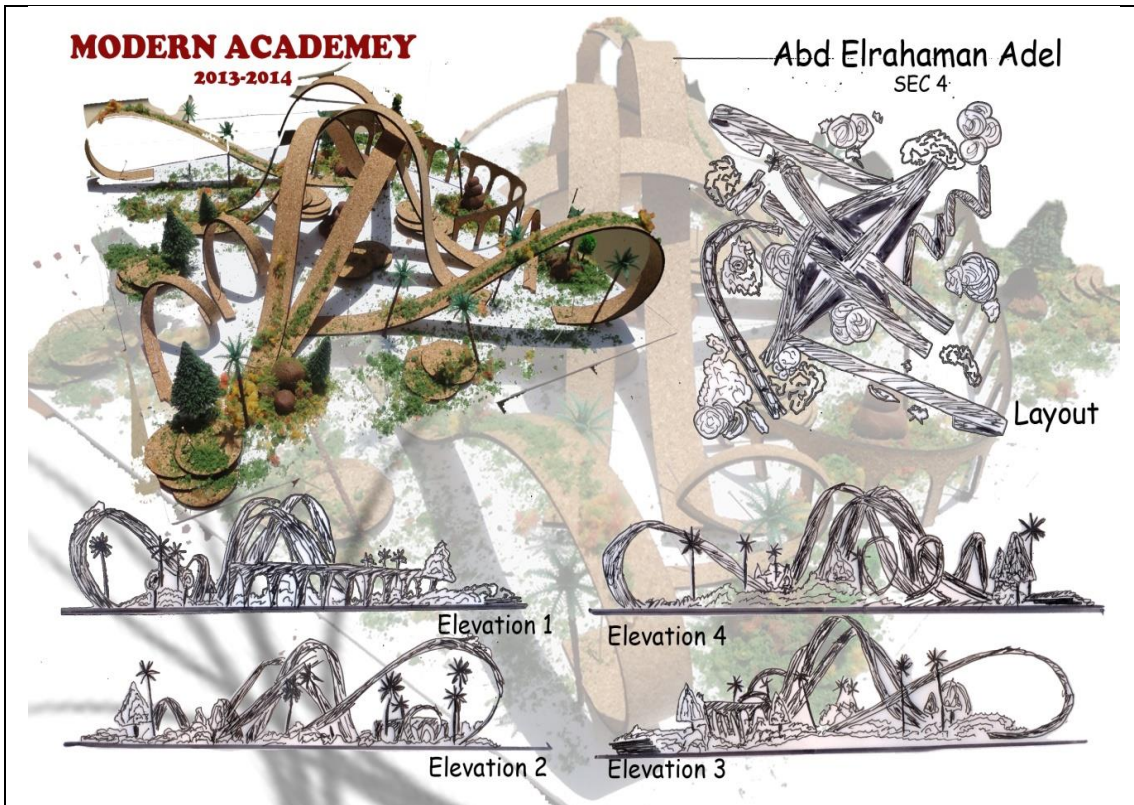 MODERN ACADEMEY
2013-2014
Abd Elrahaman Adel
SEC 4
Layout
Elevation 1
Elevation 4
Elevation 2
Elevation 3